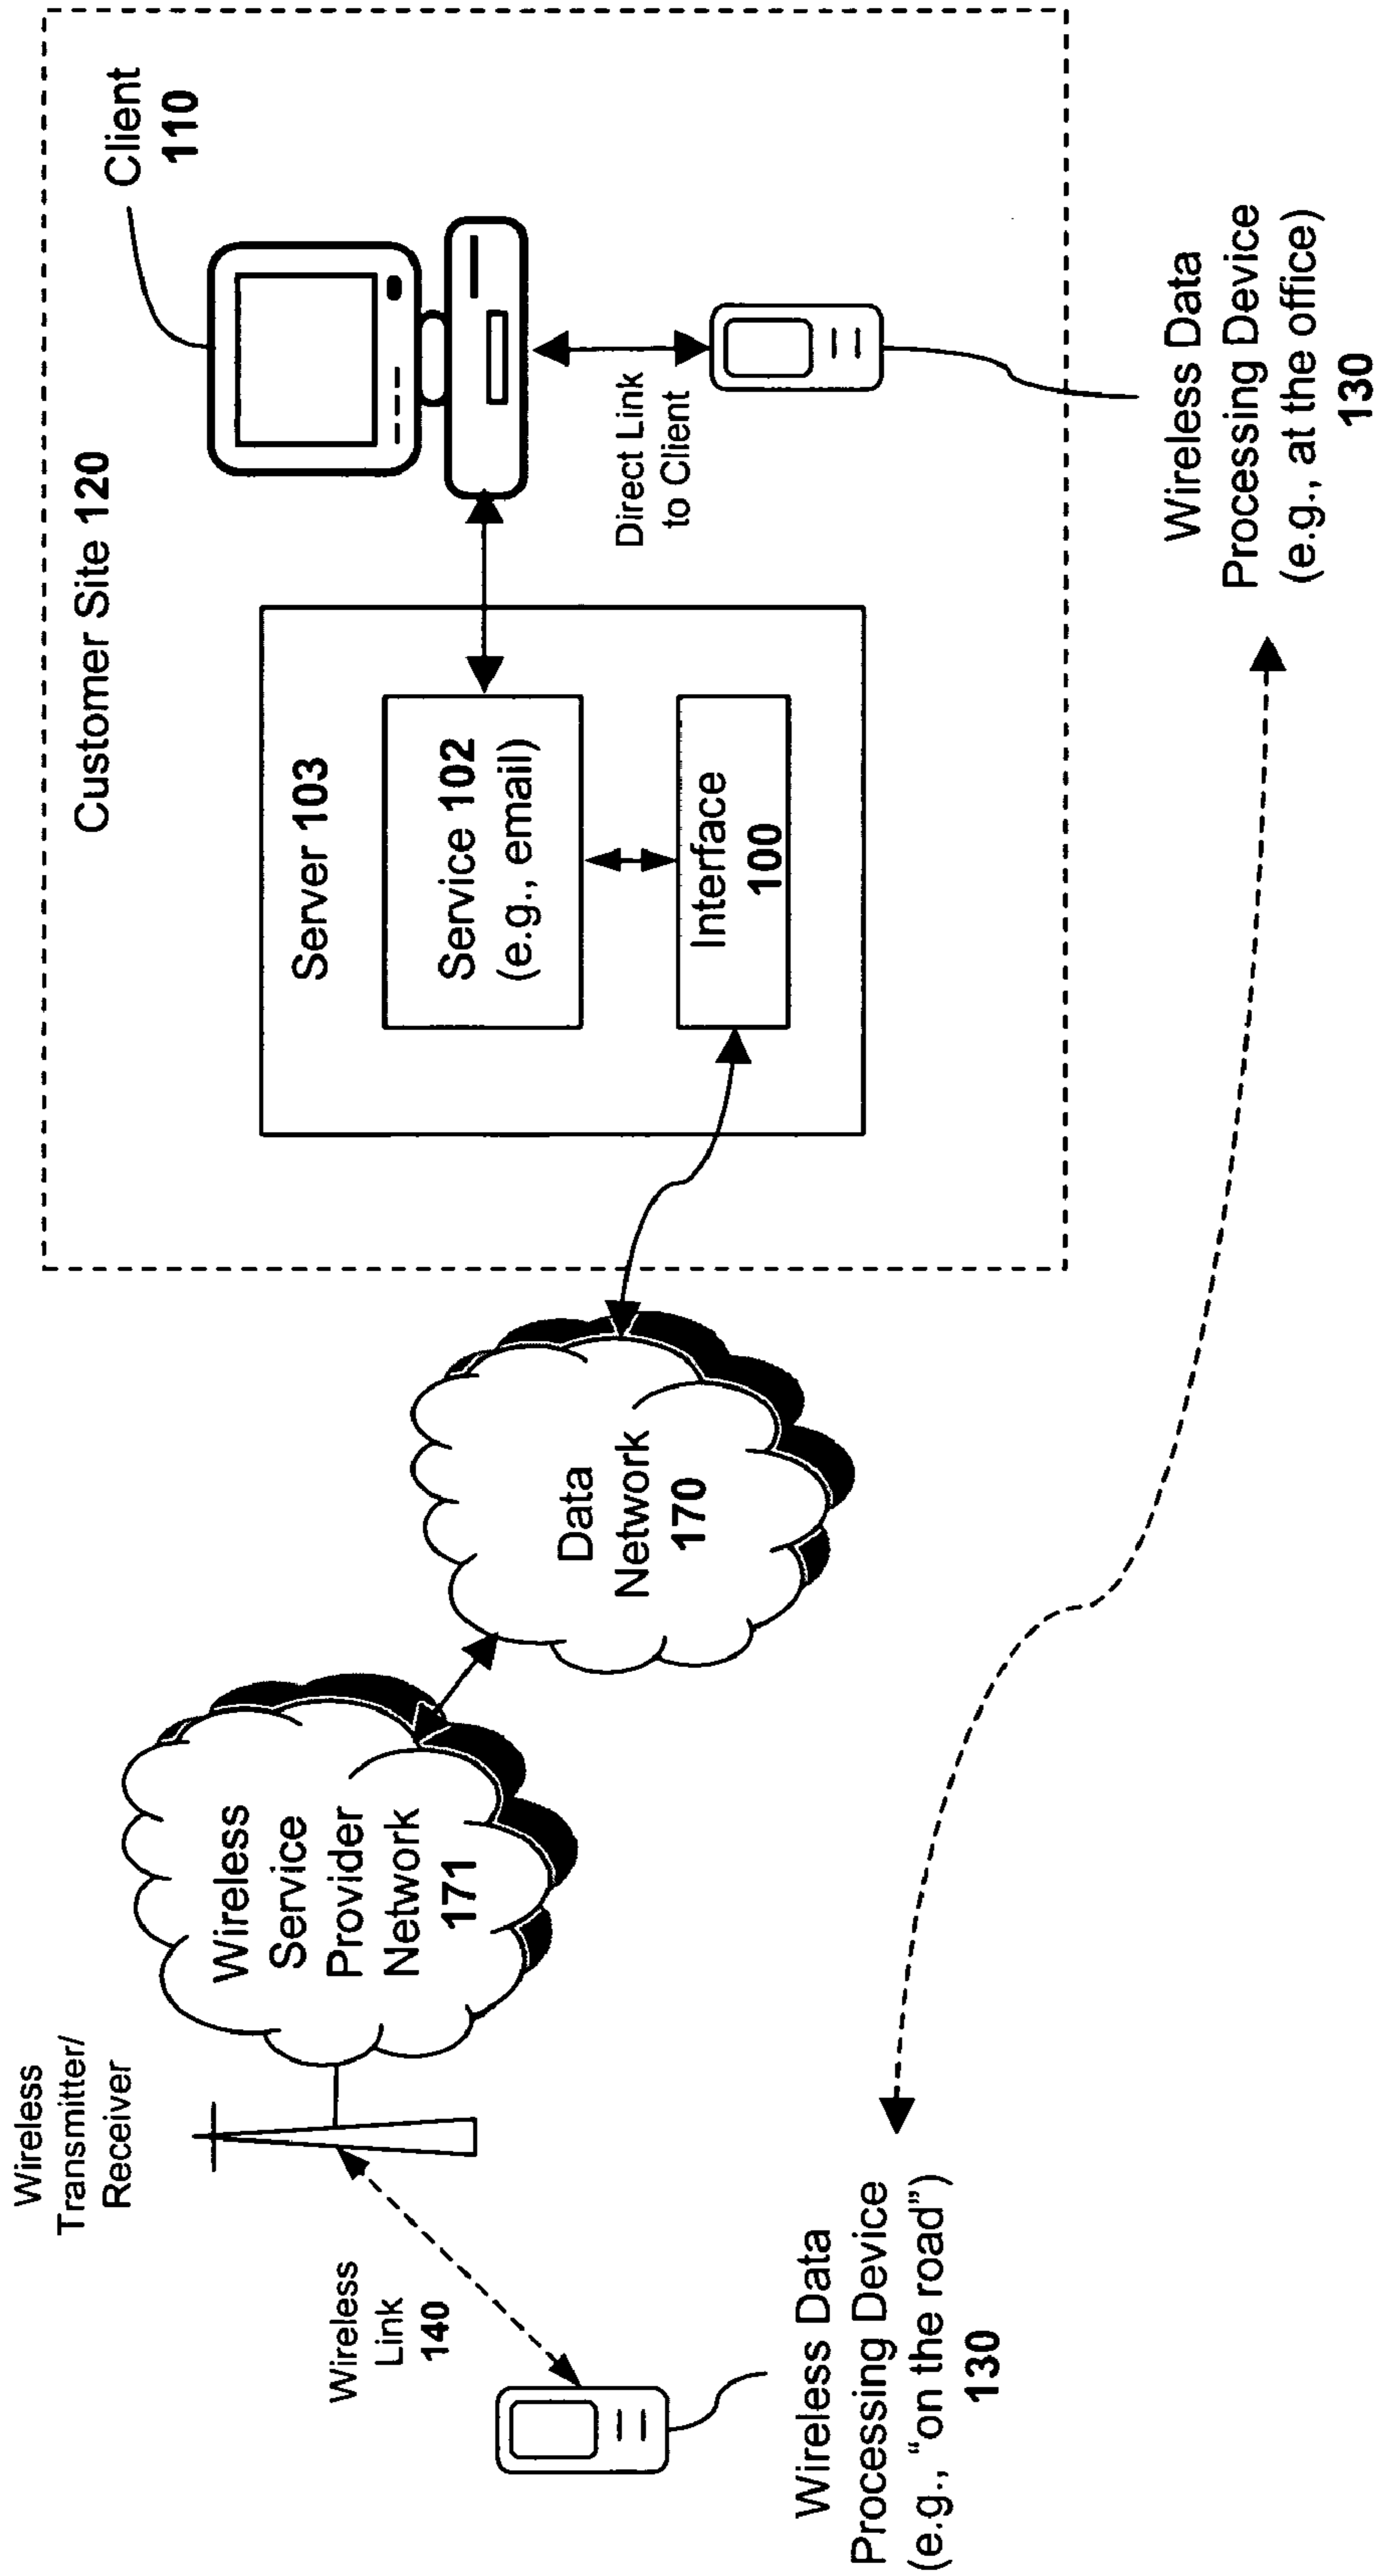 Wireless
Transmitter/
Receiver
Wireless
Link
140
Wireless Data
Processing Device
(e.g., "on the road")
130
Wireless
Service
Provider
Network
171
Data
Network
170
Customer Site 120
Server 103
Service 102
(e.g., email)
Interface
100
Client
110
Direct Link
to Client
Wireless Data
Processing Device
(e.g., at the office)
130